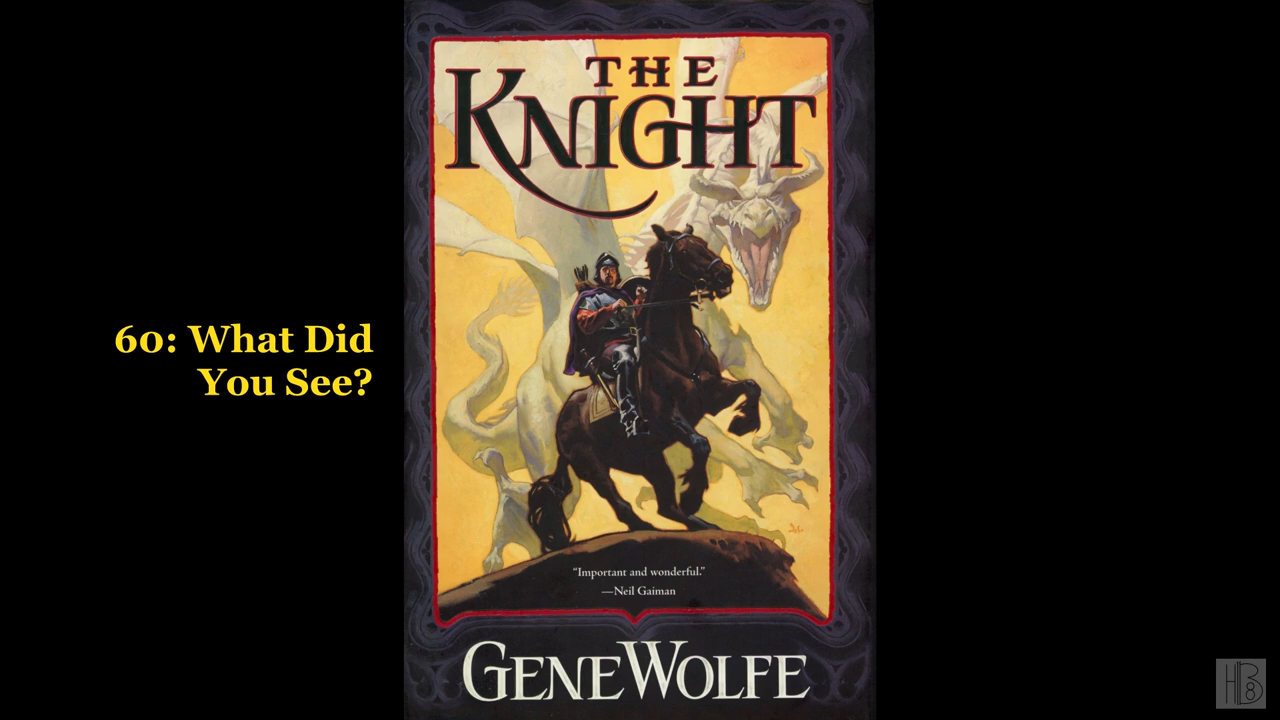 60: What Did
You See?
THE
KNIGHT
“Important and wonderful.”
—Neil Gaiman
GENE WOLFE